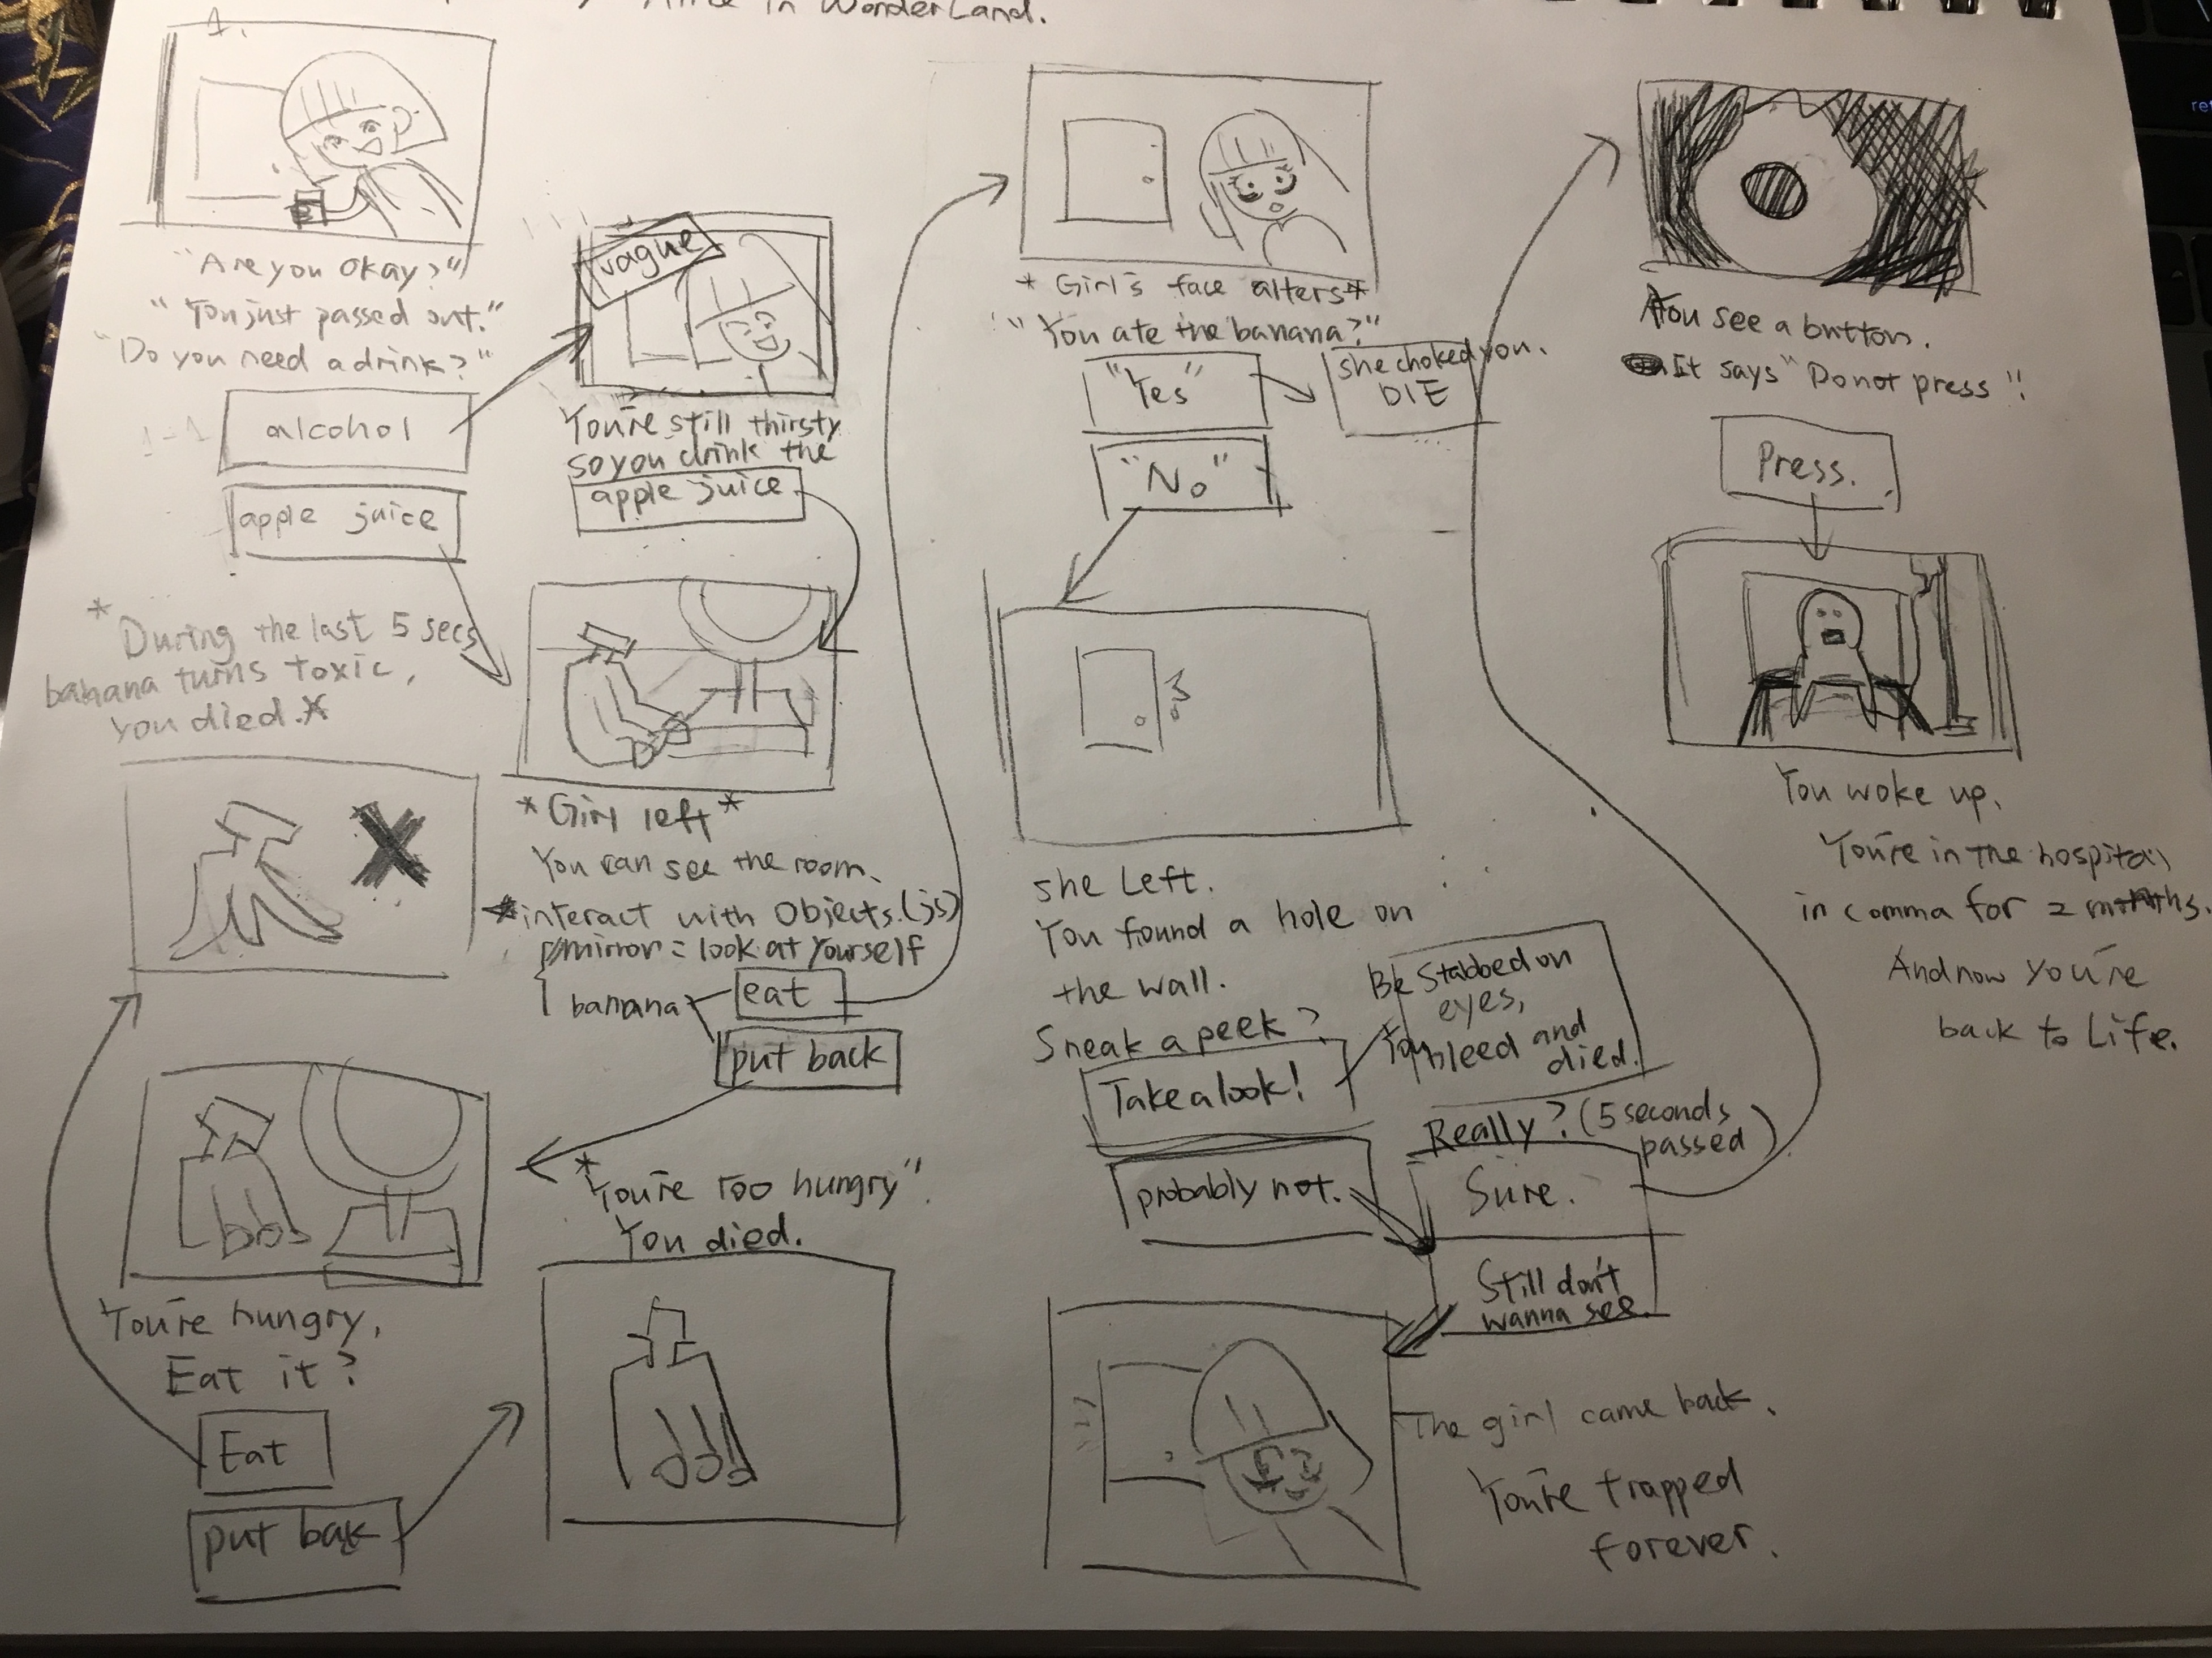 Alice in WonderLand.
1.
"Are you okay?"
"You just passed out."
"Do you need a drink?"
1-1
alcohol
apple juice
vague
You're still thirsty
so you drink the
apple juice
* During the last 5 secs
banana turns toxic,
you died.*
*Girl left*
You can see the room.
*interact with objects.(js)
mirror = look at yourself
banana
eat
put back
You're hungry,
Eat it?
Eat
put back
* "You're too hungry".
You died.
* Girl's face alters*
"You ate the banana?"
"Yes"
she choked you.
DIE
"No"
she Left.
You found a hole on
the wall.
Sneak a peek?
Take a look!
Be Stabbed on
eyes,
You bleed and
died.
probably not.
Really? (5 seconds
passed)
Sure.
Still don't
wanna see.
The girl came back.
You're trapped
forever.
You see a button.
It says "Do not press"!
Press.
You woke up.
You're in the hospital
in comma for 2 months.
And now you're
back to Life.
ret